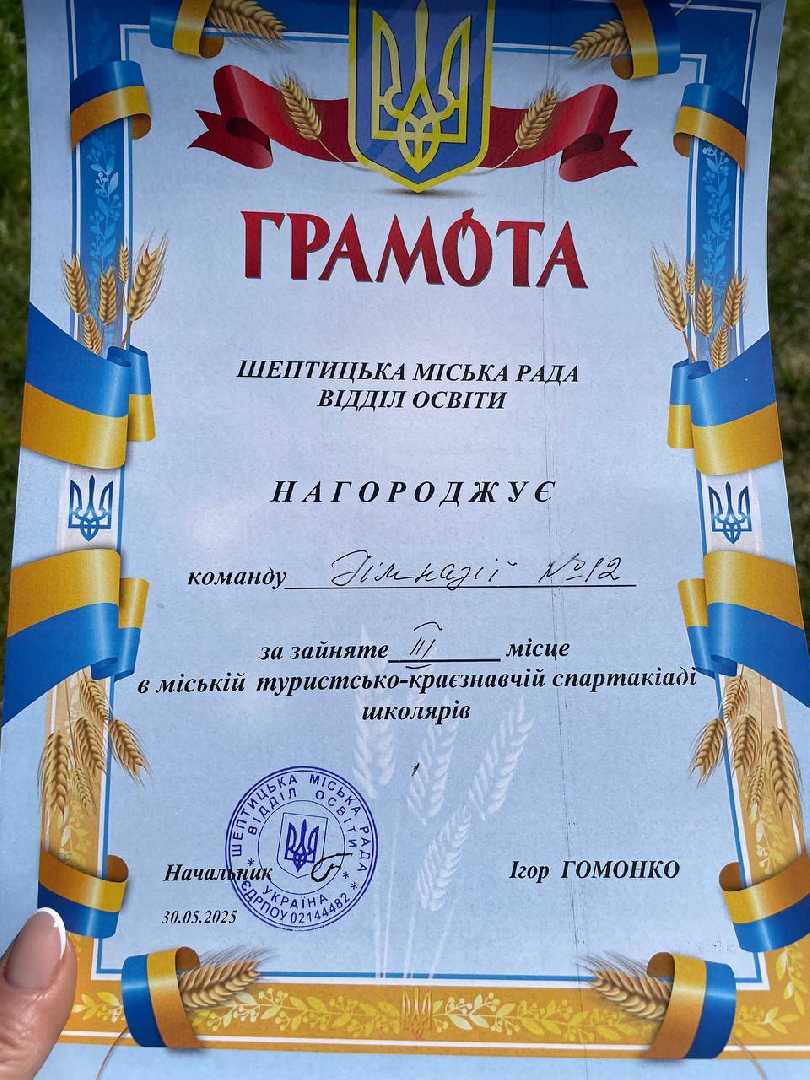 ГРАМОТА
ШЕПТИЦЬКА МІСЬКА РАДА
ВІДДІЛ ОСВІТИ
НАГОРОДЖУЄ
команду Гімназії №12
за зайняте III місце
в міській туристсько-краєзнавчій спартакіаді
школярів
ШЕПТИЦЬКА МІСЬКА РАДА
ВІДДІЛ ОСВІТИ
* УКРАЇНА *
* ЄДРПОУ 02144482 *
Начальник Ігор ГОМОНКО
30.05.2025